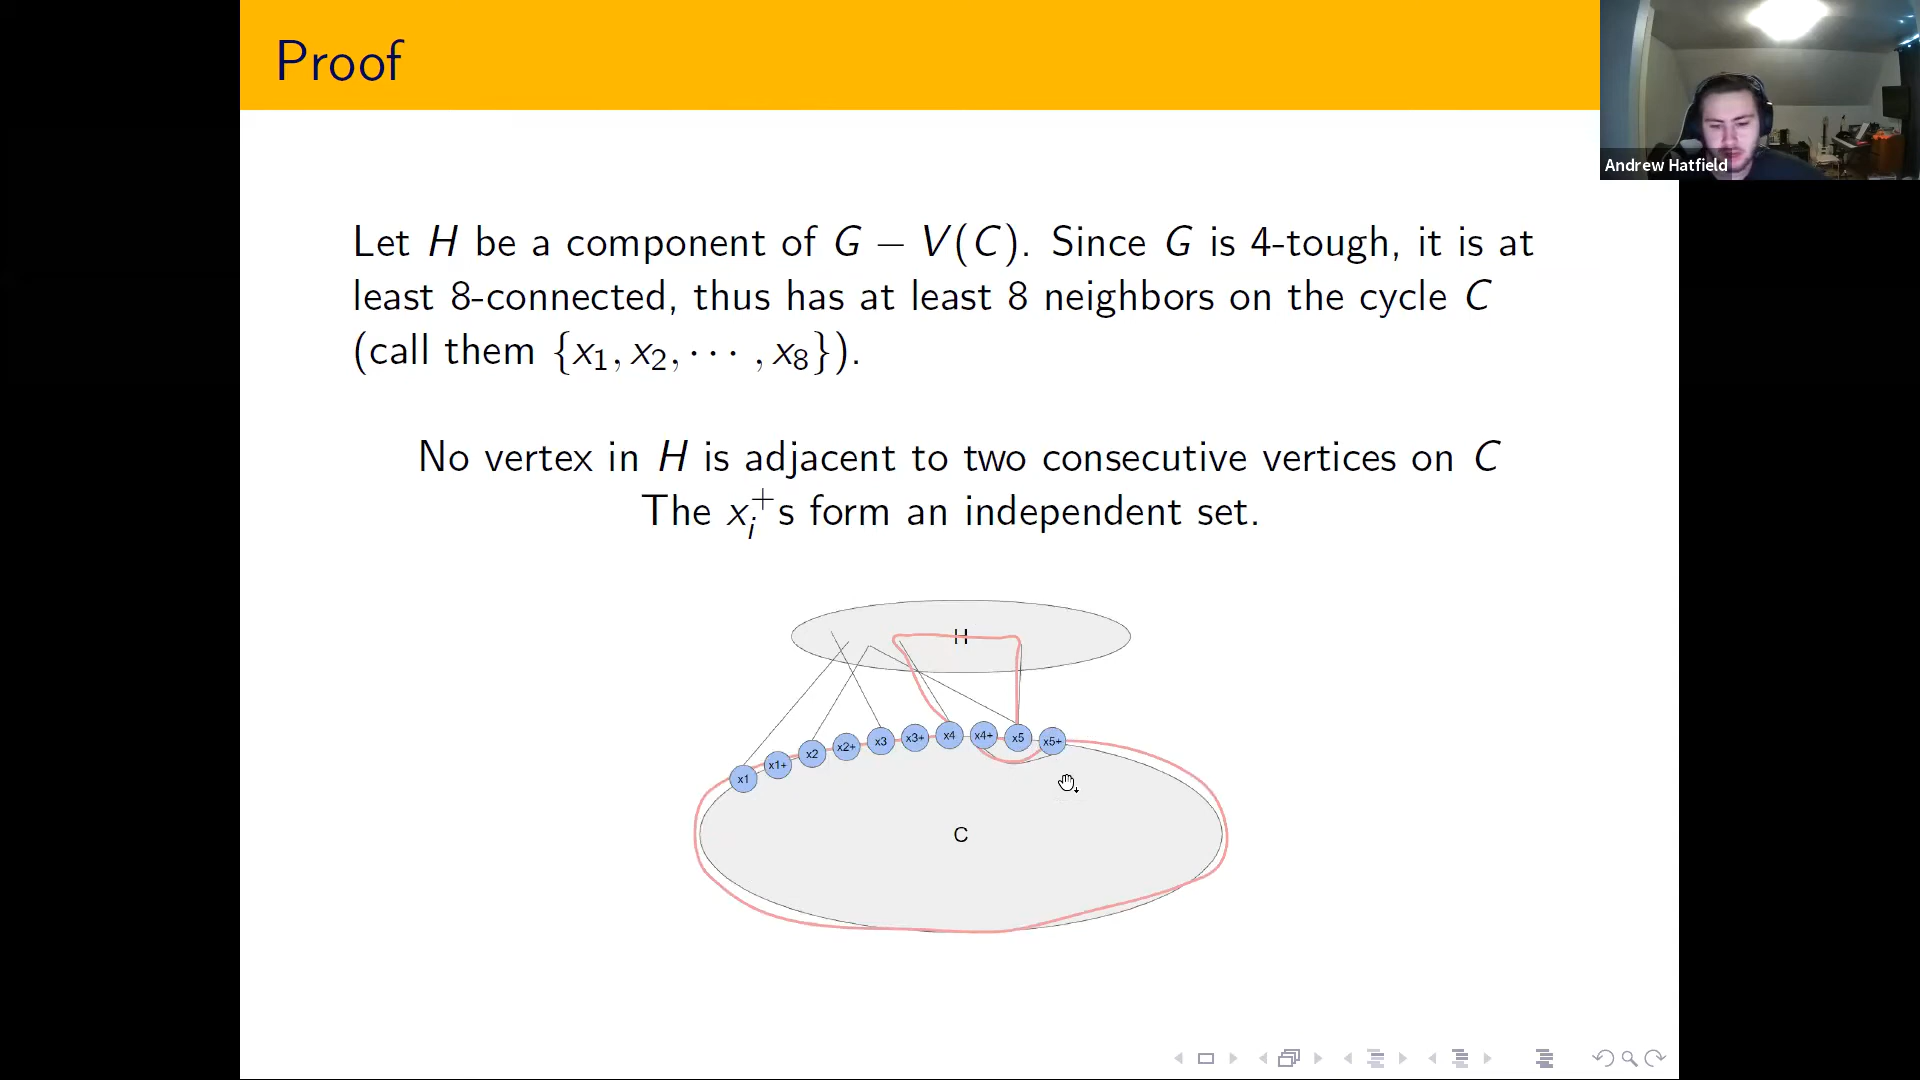 Proof
Andrew Hatfield
Let H be a component of G − V(C). Since G is 4-tough, it is at
least 8-connected, thus has at least 8 neighbors on the cycle C
(call them {x₁, x₂, · · · , x₈}).
No vertex in H is adjacent to two consecutive vertices on C
The xᵢ⁺s form an independent set.
H
x1 x1+ x2 x2+ x3 x3+ x4 x4+ x5 x5+
C